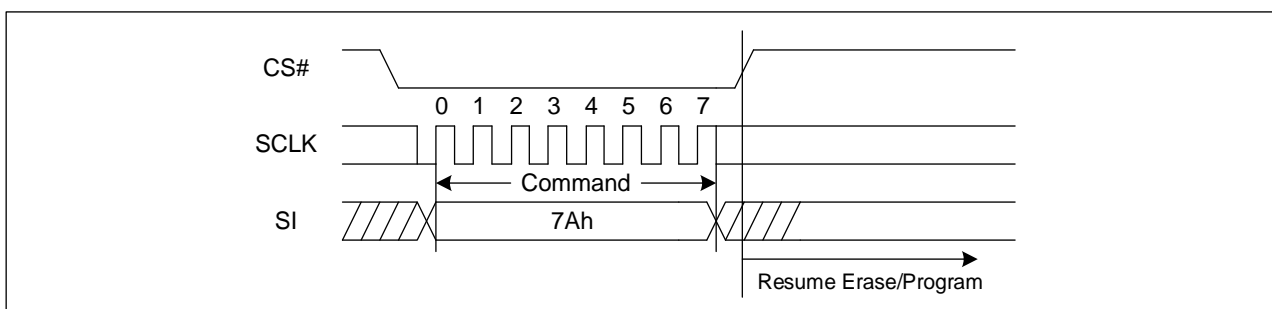 CS#
0 1 2 3 4 5 6 7
SCLK
Command
SI
7Ah
Resume Erase/Program